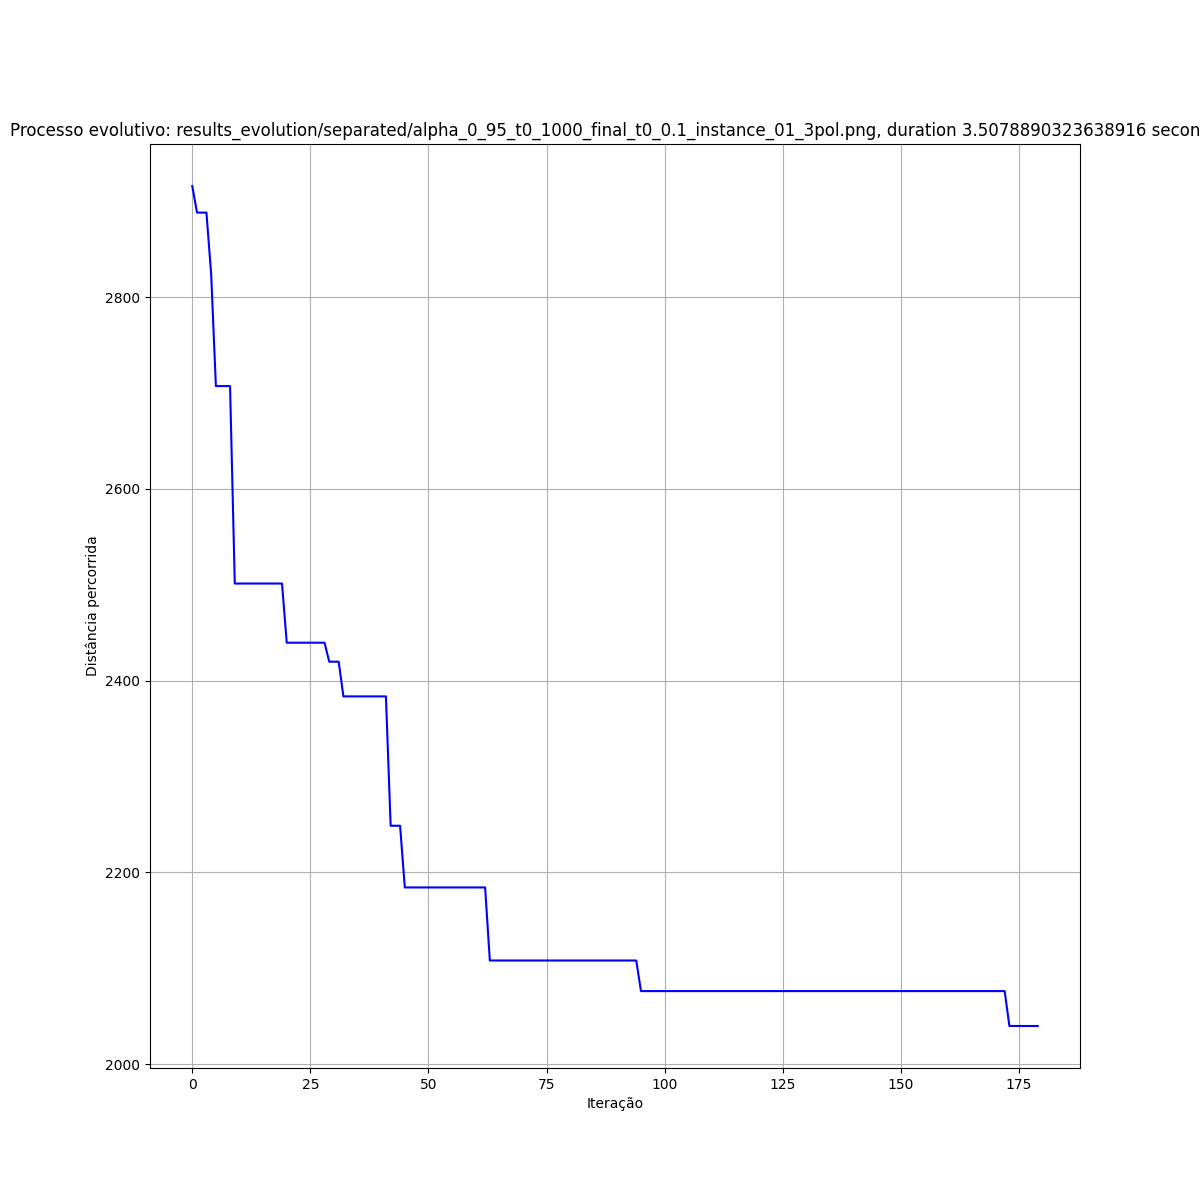 Processo evolutivo: results_evolution/separated/alpha_0_95_t0_1000_final_t0_0.1_instance_01_3pol.png, duration 3.5078890323638916 secon
2800
2600
2400
2200
2000
Distância percorrida
0 25 50 75 100 125 150 175
Iteração